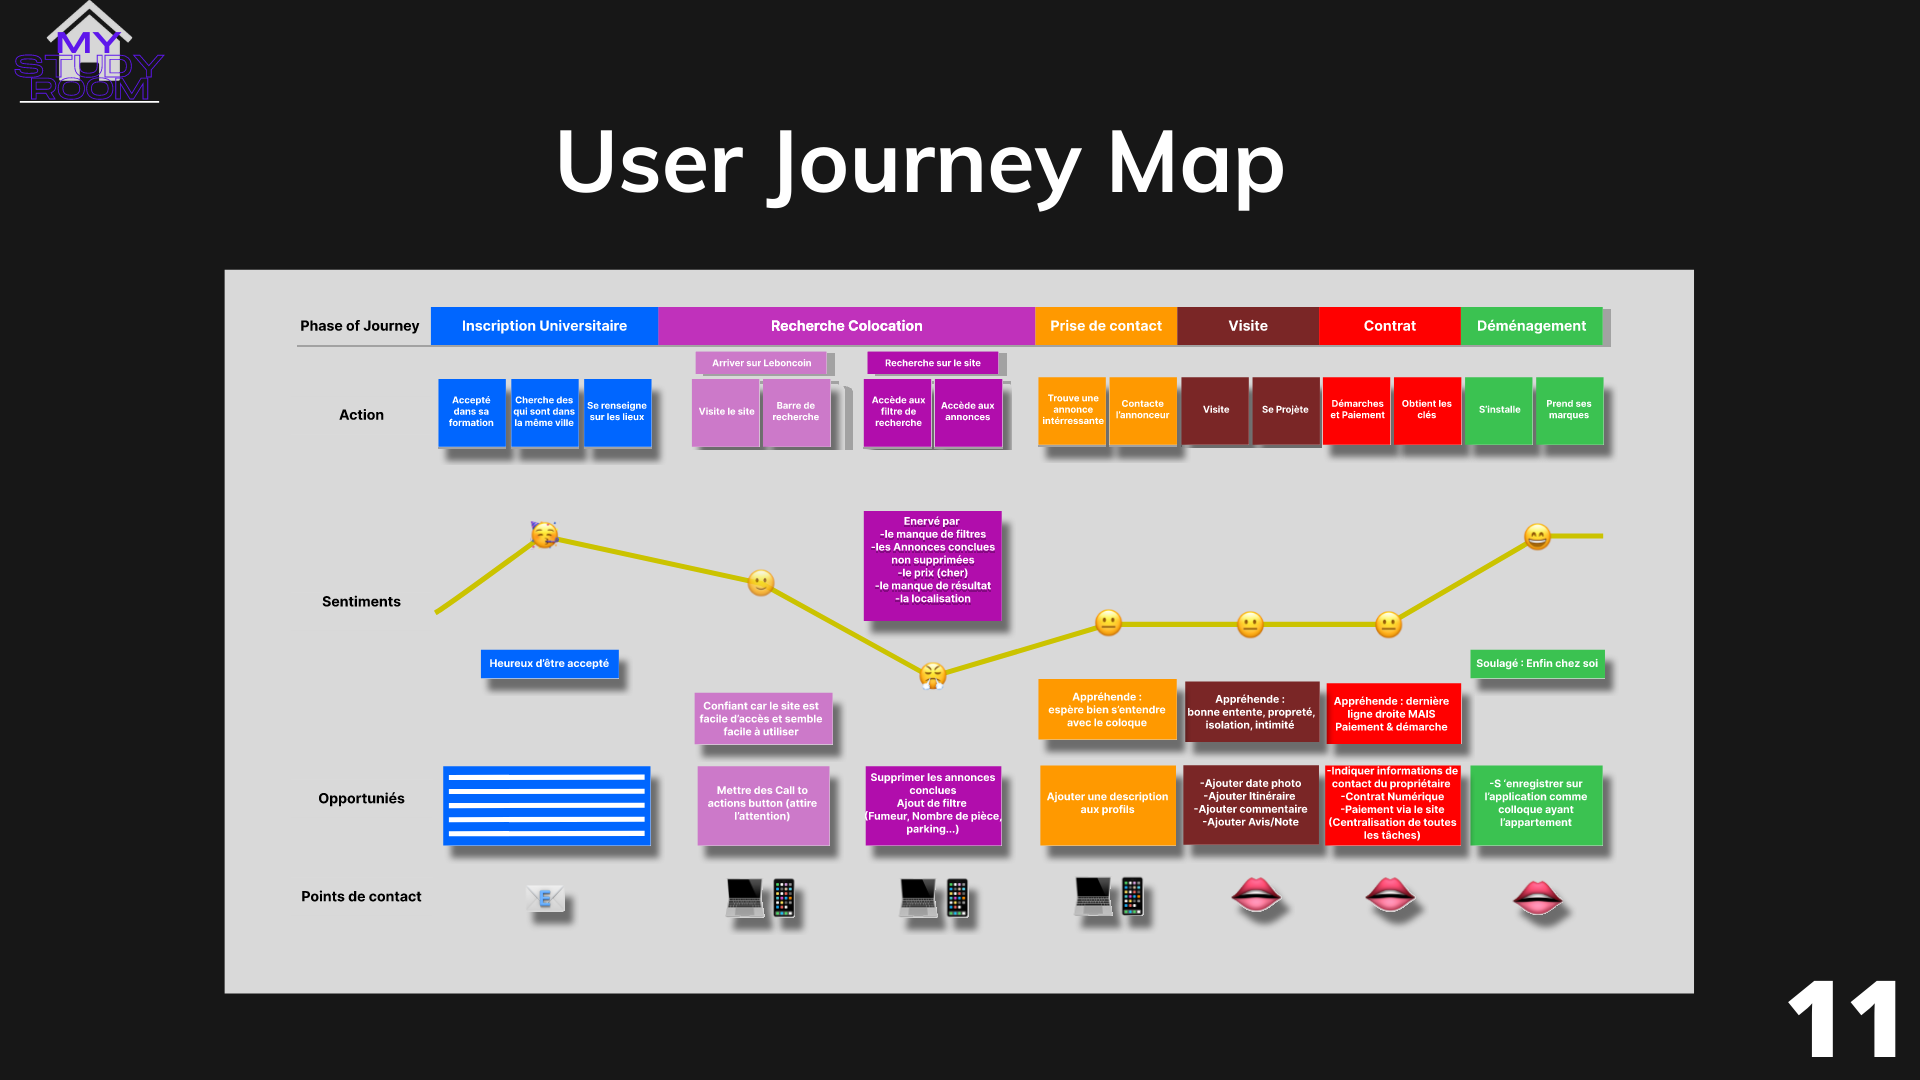 MY
STUDY
ROOM
User Journey Map
Phase of Journey
Inscription Universitaire
Recherche Colocation
Prise de contact
Visite
Contrat
Déménagement
Arriver sur Leboncoin
Recherche sur le site
Action
Accepté
dans sa
formation
Cherche des
qui sont dans
la même ville
Se renseigne
sur les lieux
Visite le site
Barre de
recherche
Accède aux
filtre de
recherche
Accède aux
annonces
Trouve une
annonce
intérressante
Contacte
l'annonceur
Visite
Se Projète
Démarches
et Paiement
Obtient les
clés
S'installe
Prend ses
marques
Sentiments
Heureux d'être accepté
Confiant car le site est
facile d'accès et semble
facile à utiliser
Enervé par
-le manque de filtres
-les Annonces conclues
non supprimées
-le prix (cher)
-le manque de résultat
-la localisation
Appréhende :
espère bien s'entendre
avec le coloque
Appréhende :
bonne entente, propreté,
isolation, intimité
Appréhende : dernière
ligne droite MAIS
Paiement & démarche
Soulagé : Enfin chez soi
Opportuniés
Mettre des Call to
actions button (attire
l'attention)
Supprimer les annonces
conclues
Ajout de filtre
(Fumeur, Nombre de pièce,
parking...)
Ajouter une description
aux profils
-Ajouter date photo
-Ajouter Itinéraire
-Ajouter commentaire
-Ajouter Avis/Note
-Indiquer informations de
contact du propriétaire
-Contrat Numérique
-Paiement via le site
(Centralisation de toutes
les tâches)
-S 'enregistrer sur
l'application comme
colloque ayant
l'appartement
Points de contact
E
11